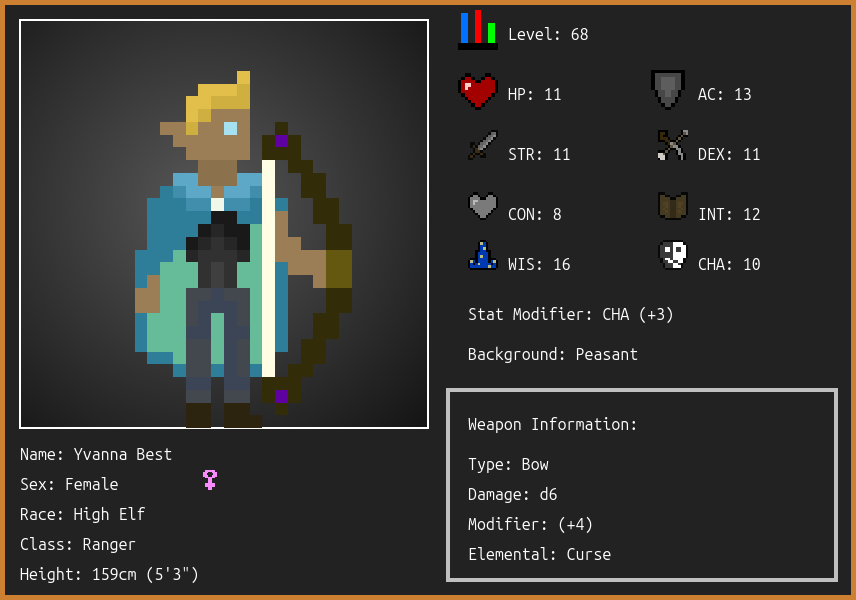 Level: 68
HP: 11
AC: 13
STR: 11
DEX: 11
CON: 8
INT: 12
WIS: 16
CHA: 10
Stat Modifier: CHA (+3)
Background: Peasant
Weapon Information:
Type: Bow
Damage: d6
Modifier: (+4)
Elemental: Curse
Name: Yvanna Best
Sex: Female
Race: High Elf
Class: Ranger
Height: 159cm (5'3")